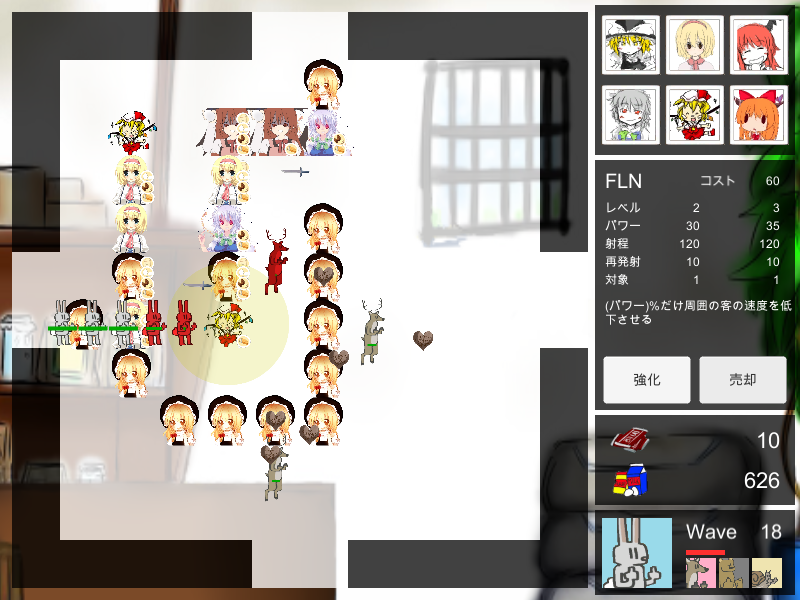 FLN コスト 60
レベル 2 3
パワー 30 35
射程 120 120
再発射 10 10
対象 1 1
(パワー)%だけ周囲の客の速度を低
下させる
強化 売却
10
626
Wave 18